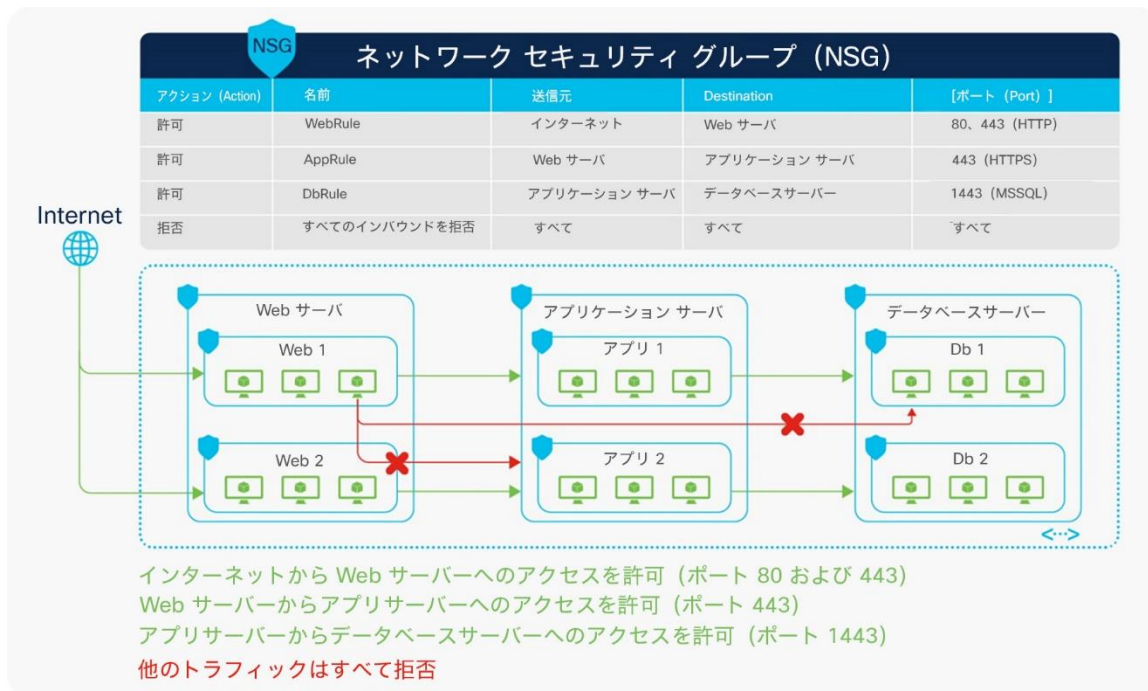 NSG
ネットワーク セキュリティ グループ（NSG）
アクション（Action） 名前 送信元 Destination [ポート（Port）]
許可 WebRule インターネット Web サーバ 80、443（HTTP）
許可 AppRule Web サーバ アプリケーション サーバ 443（HTTPS）
許可 DbRule アプリケーション サーバ データベースサーバー 1443（MSSQL）
拒否 すべてのインバウンドを拒否 すべて すべて すべて
Internet
Web サーバ アプリケーション サーバ データベースサーバー
Web 1 アプリ 1 Db 1
Web 2 アプリ 2 Db 2
インターネットから Web サーバーへのアクセスを許可（ポート 80 および 443）
Web サーバーからアプリサーバーへのアクセスを許可（ポート 443）
アプリサーバーからデータベースサーバーへのアクセスを許可（ポート 1443）
他のトラフィックはすべて拒否